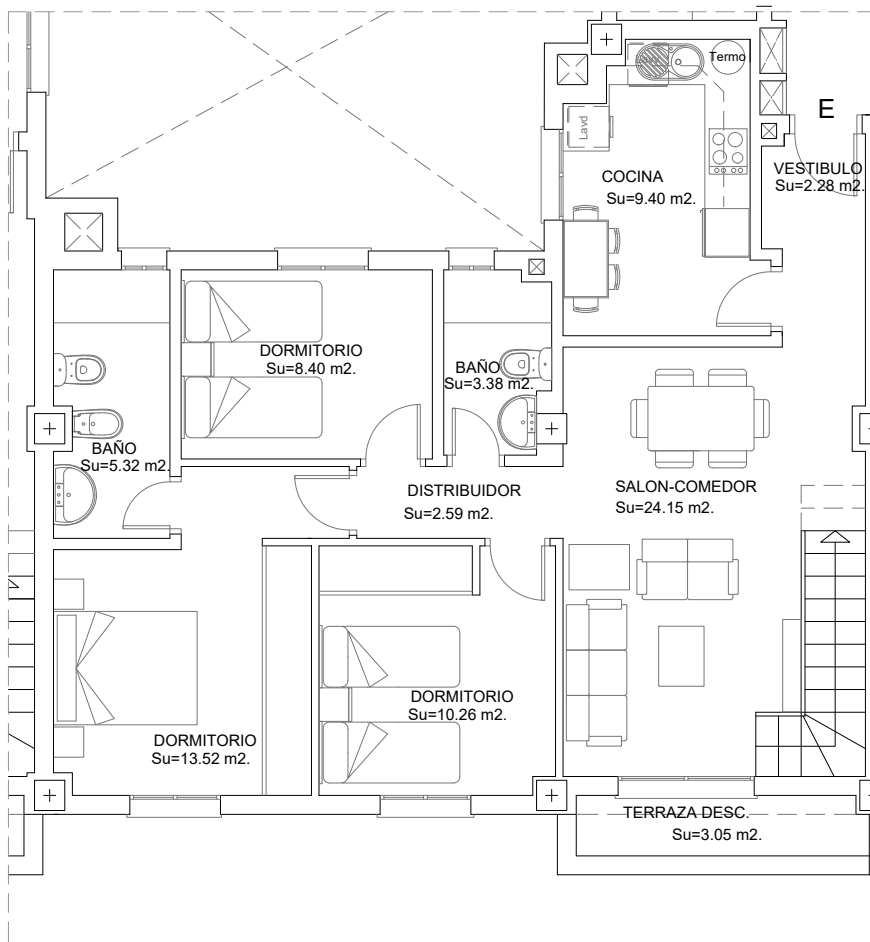 Termo
E
Lavd
COCINA
Su=9.40 m2.
VESTIBULO
Su=2.28 m2.
DORMITORIO
Su=8.40 m2.
BAÑO
Su=3.38 m2.
BAÑO
Su=5.32 m2.
DISTRIBUIDOR
Su=2.59 m2.
SALON-COMEDOR
Su=24.15 m2.
DORMITORIO
Su=10.26 m2.
DORMITORIO
Su=13.52 m2.
TERRAZA DESC.
Su=3.05 m2.